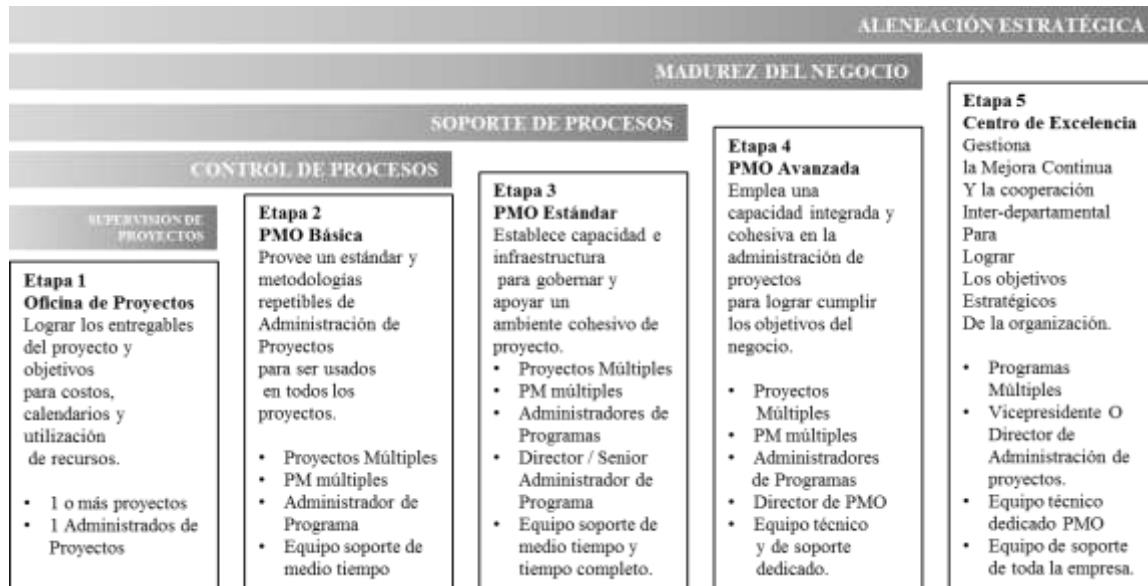 ALENEACIÓN ESTRATÉGICA
MADUREZ DEL NEGOCIO
SOPORTE DE PROCESOS
CONTROL DE PROCESOS
SUPERVISIÓN DE
PROYECTOS
Etapa 1
Oficina de Proyectos
Lograr los entregables
del proyecto y
objetivos
para costos,
calendarios y
utilización
de recursos.
• 1 o más proyectos
• 1 Administrados de
Proyectos
Etapa 2
PMO Básica
Provee un estándar y
metodologías
repetibles de
Administración de
Proyectos
para ser usados
en todos los
proyectos.
• Proyectos Múltiples
• PM múltiples
• Administrador de
Programa
• Equipo soporte de
medio tiempo
Etapa 3
PMO Estándar
Establece capacidad e
infraestructura
para gobernar y
apoyar un
ambiente cohesivo de
proyecto.
• Proyectos Múltiples
• PM múltiples
• Administradores de
Programas
• Director / Senior
Administrador de
Programa
• Equipo soporte de
medio tiempo y
tiempo completo.
Etapa 4
PMO Avanzada
Emplea una
capacidad integrada y
cohesiva en la
administración de
proyectos
para lograr cumplir
los objetivos del
negocio.
• Proyectos
Múltiples
• PM múltiples
• Administradores
de Programas
• Director de PMO
• Equipo técnico
y de soporte
dedicado.
Etapa 5
Centro de Excelencia
Gestiona
la Mejora Continua
Y la cooperación
Inter-departamental
Para
Lograr
Los objetivos
Estratégicos
De la organización.
• Programas
Múltiples
• Vicepresidente O
Director de
Administración de
proyectos.
• Equipo técnico
dedicado PMO
• Equipo de soporte
de toda la empresa.